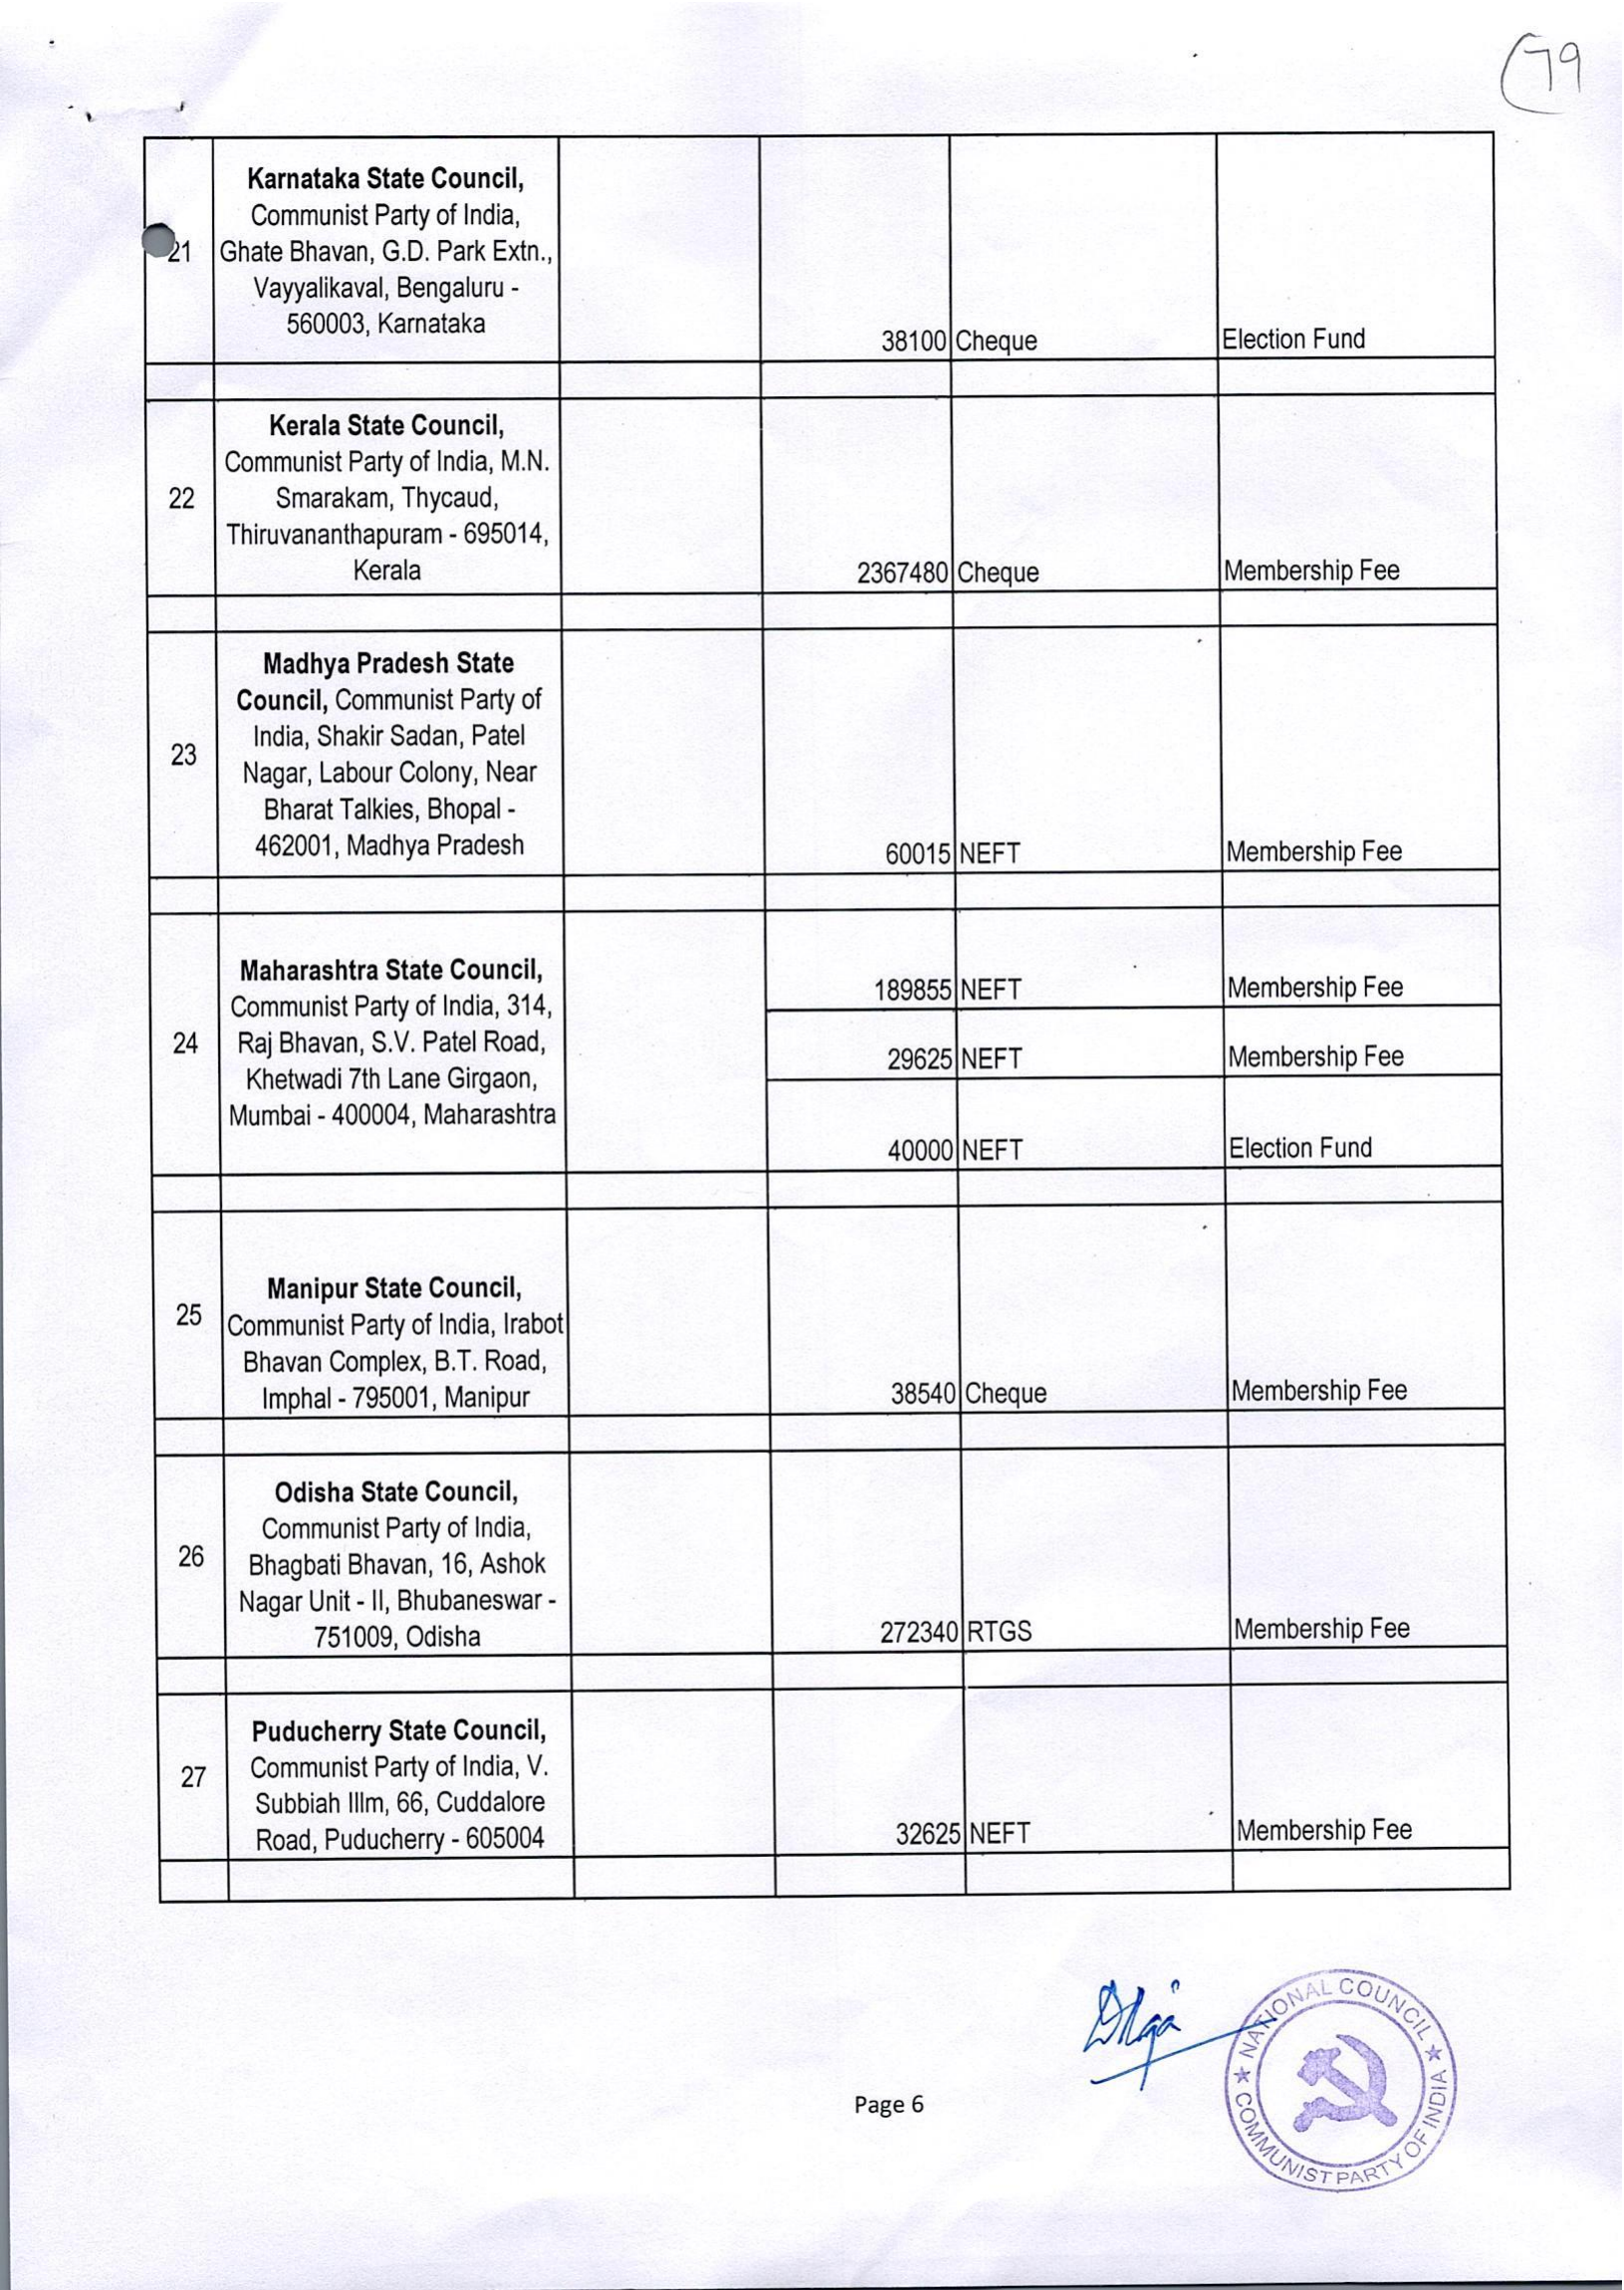 79
Karnataka State Council,
Communist Party of India,
21 Ghate Bhavan, G.D. Park Extn.,
Vayyalikaval, Bengaluru -
560003, Karnataka
38100 Cheque Election Fund
Kerala State Council,
Communist Party of India, M.N.
22 Smarakam, Thycaud,
Thiruvananthapuram - 695014,
Kerala
2367480 Cheque Membership Fee
Madhya Pradesh State
Council, Communist Party of
India, Shakir Sadan, Patel
23 Nagar, Labour Colony, Near
Bharat Talkies, Bhopal -
462001, Madhya Pradesh
60015 NEFT Membership Fee
Maharashtra State Council,
189855 NEFT Membership Fee
Communist Party of India, 314,
24 Raj Bhavan, S.V. Patel Road,
29625 NEFT Membership Fee
Khetwadi 7th Lane Girgaon,
Mumbai - 400004, Maharashtra
40000 NEFT Election Fund
Manipur State Council,
25 Communist Party of India, Irabot
Bhavan Complex, B.T. Road,
Imphal - 795001, Manipur
38540 Cheque Membership Fee
Odisha State Council,
Communist Party of India,
26 Bhagbati Bhavan, 16, Ashok
Nagar Unit - II, Bhubaneswar -
751009, Odisha
272340 RTGS Membership Fee
Puducherry State Council,
Communist Party of India, V.
27 Subbiah Illm, 66, Cuddalore
Road, Puducherry - 605004
32625 NEFT Membership Fee
NATIONAL COUNCIL
COMMUNIST PARTY OF INDIA
Page 6